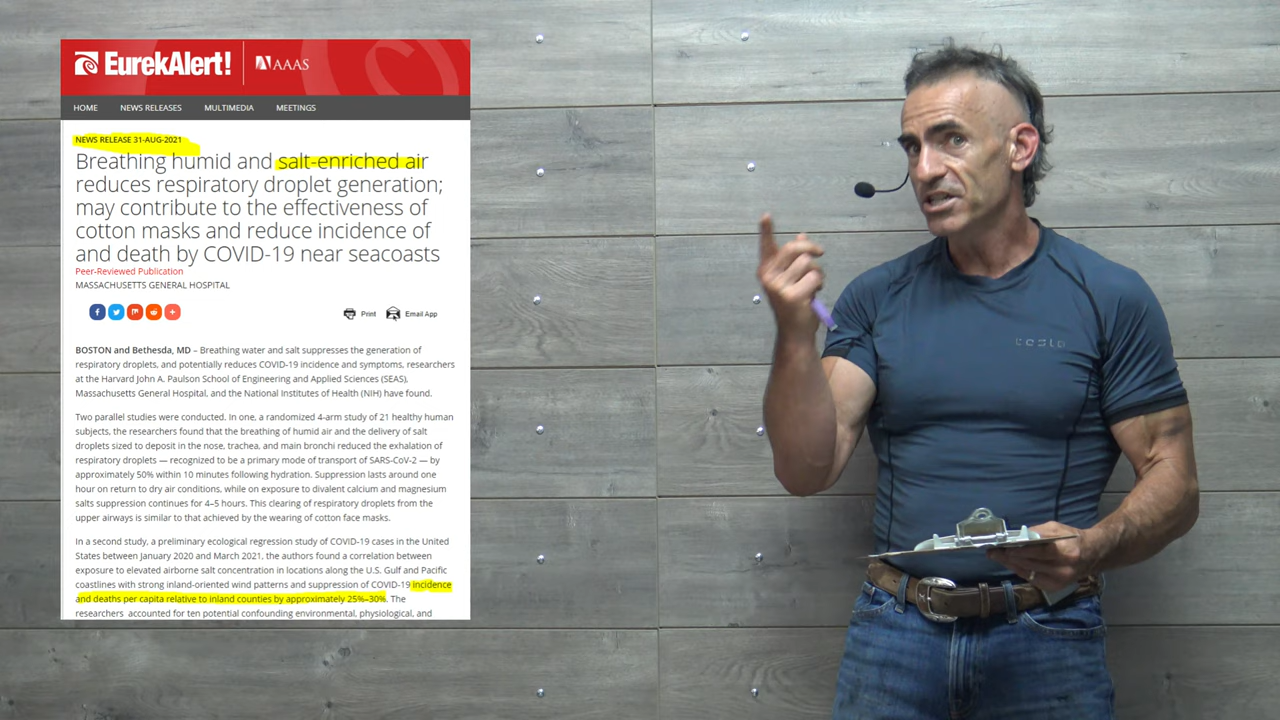 EurekAlert!
AAAS
HOME NEWS RELEASES MULTIMEDIA MEETINGS
NEWS RELEASE 31-AUG-2021
Breathing humid and salt-enriched air
reduces respiratory droplet generation;
may contribute to the effectiveness of
cotton masks and reduce incidence of
and death by COVID-19 near seacoasts
Peer-Reviewed Publication
MASSACHUSETTS GENERAL HOSPITAL
Print Email App
BOSTON and Bethesda, MD – Breathing water and salt suppresses the generation of
respiratory droplets, and potentially reduces COVID-19 incidence and symptoms, researchers
at the Harvard John A. Paulson School of Engineering and Applied Sciences (SEAS),
Massachusetts General Hospital, and the National Institutes of Health (NIH) have found.
Two parallel studies were conducted. In one, a randomized 4-arm study of 21 healthy human
subjects, the researchers found that the breathing of humid air and the delivery of salt
droplets sized to deposit in the nose, trachea, and main bronchi reduced the exhalation of
respiratory droplets — recognized to be a primary mode of transport of SARS-CoV-2 — by
approximately 50% within 10 minutes following hydration. Suppression lasts around one
hour on return to dry air conditions, while on exposure to divalent calcium and magnesium
salts suppression continues for 4–5 hours. This clearing of respiratory droplets from the
upper airways is similar to that achieved by the wearing of cotton face masks.
In a second study, a preliminary ecological regression study of COVID-19 cases in the United
States between January 2020 and March 2021, the authors found a correlation between
exposure to elevated airborne salt concentration in locations along the U.S. Gulf and Pacific
coastlines with strong inland-oriented wind patterns and suppression of COVID-19 incidence
and deaths per capita relative to inland counties by approximately 25%–30%. The
researchers accounted for ten potential confounding environmental, physiological, and